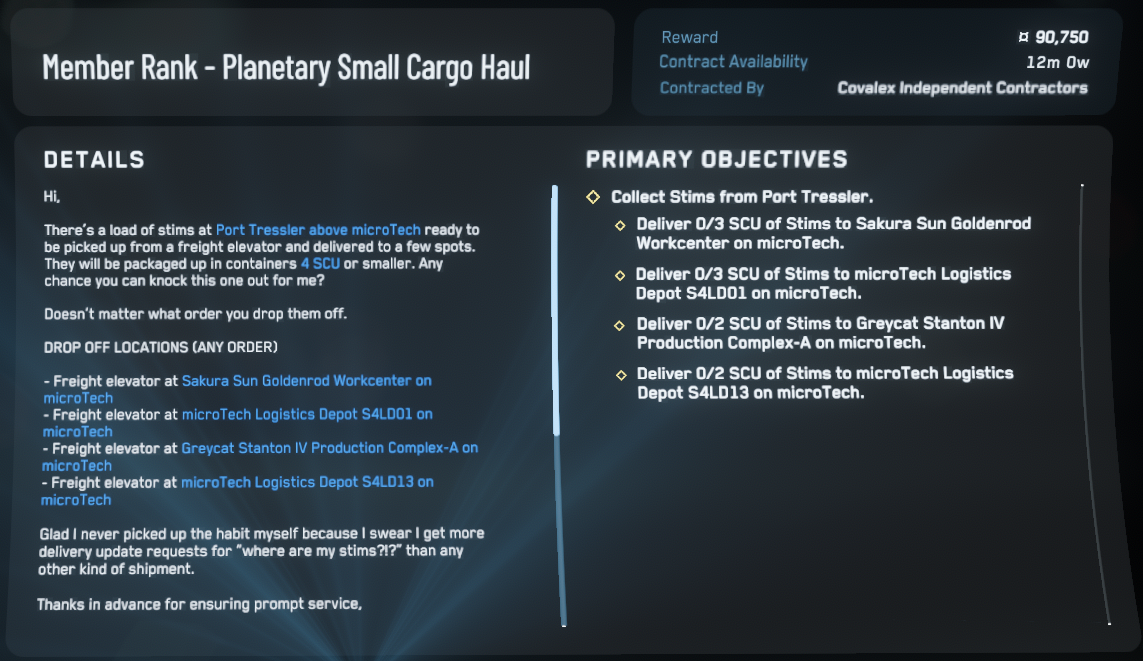 Member Rank - Planetary Small Cargo Haul
Reward ¤ 90,750
Contract Availability 12m 0w
Contracted By Covalex Independent Contractors
DETAILS
Hi,
There's a load of stims at Port Tressler above microTech ready to
be picked up from a freight elevator and delivered to a few spots.
They will be packaged up in containers 4 SCU or smaller. Any
chance you can knock this one out for me?
Doesn't matter what order you drop them off.
DROP OFF LOCATIONS (ANY ORDER)
- Freight elevator at Sakura Sun Goldenrod Workcenter on
microTech
- Freight elevator at microTech Logistics Depot S4LD01 on
microTech
- Freight elevator at Greycat Stanton IV Production Complex-A on
microTech
- Freight elevator at microTech Logistics Depot S4LD13 on
microTech
Glad I never picked up the habit myself because I swear I get more
delivery update requests for "where are my stims?!?" than any
other kind of shipment.
Thanks in advance for ensuring prompt service,
PRIMARY OBJECTIVES
Collect Stims from Port Tressler.
Deliver 0/3 SCU of Stims to Sakura Sun Goldenrod
Workcenter on microTech.
Deliver 0/3 SCU of Stims to microTech Logistics
Depot S4LD01 on microTech.
Deliver 0/2 SCU of Stims to Greycat Stanton IV
Production Complex-A on microTech.
Deliver 0/2 SCU of Stims to microTech Logistics
Depot S4LD13 on microTech.